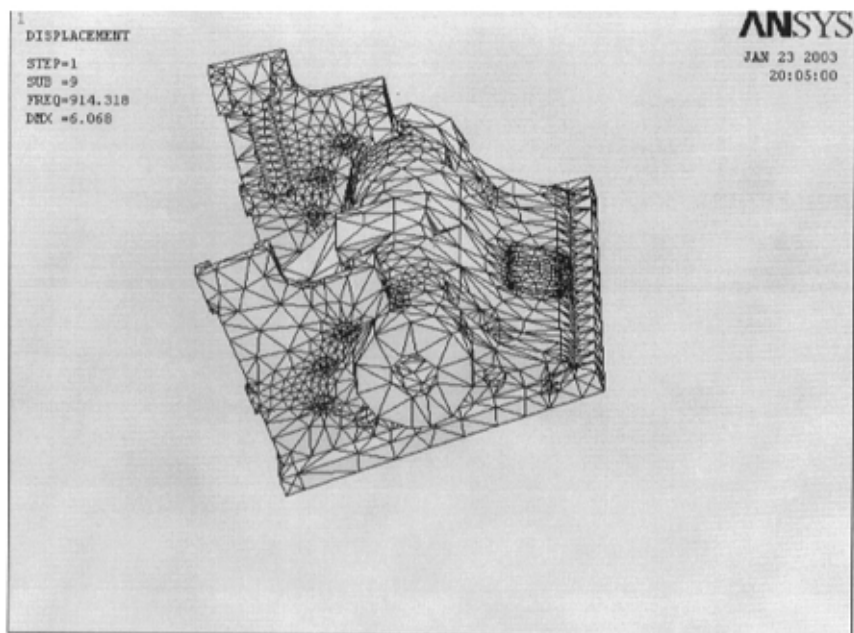 1
DISPLACEMENT
STEP=1
SUB =9
FREQ=914.318
DMX =6.068
ANSYS
JAN 23 2003
20:05:00